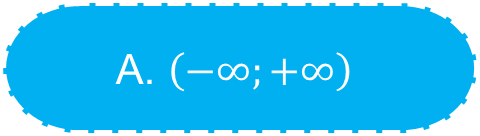 A. (−∞; +∞)